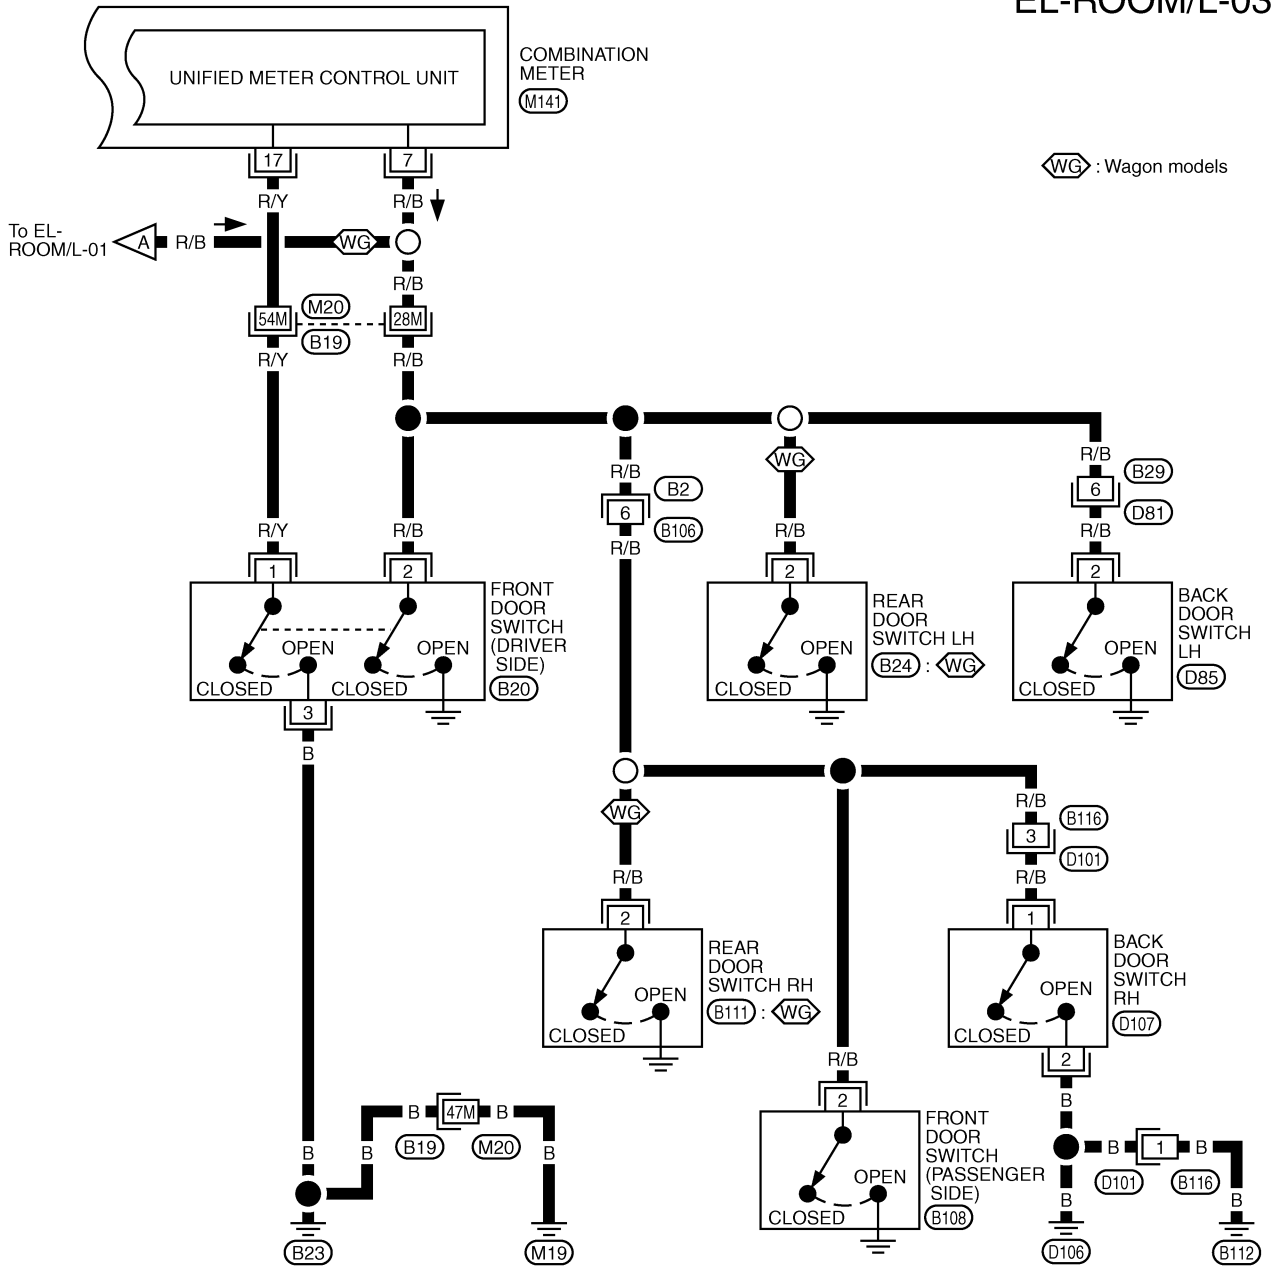 EL-ROOM/L-03
UNIFIED METER CONTROL UNIT
COMBINATION
METER
M141
17
7
WG : Wagon models
R/Y
R/B
To EL-
ROOM/L-01
A
R/B
WG
R/B
54M
M20
B19
28M
R/Y
R/B
R/B
B2
6
B106
R/B
WG
R/B
R/B
B29
6
D81
R/B
R/Y
R/B
1
2
OPEN
OPEN
CLOSED
CLOSED
3
FRONT
DOOR
SWITCH
(DRIVER
SIDE)
B20
2
OPEN
CLOSED
REAR
DOOR
SWITCH LH
B24 : WG
2
OPEN
CLOSED
BACK
DOOR
SWITCH
LH
D85
B
WG
R/B
R/B
B116
3
D101
R/B
2
OPEN
CLOSED
REAR
DOOR
SWITCH RH
B111 : WG
1
OPEN
CLOSED
2
BACK
DOOR
SWITCH
RH
D107
R/B
2
OPEN
CLOSED
FRONT
DOOR
SWITCH
(PASSENGER
SIDE)
B108
B
B
47M
B
B19
M20
B
B
B
B23
M19
B
B
1
B
D101
B116
B
B
D106
B112